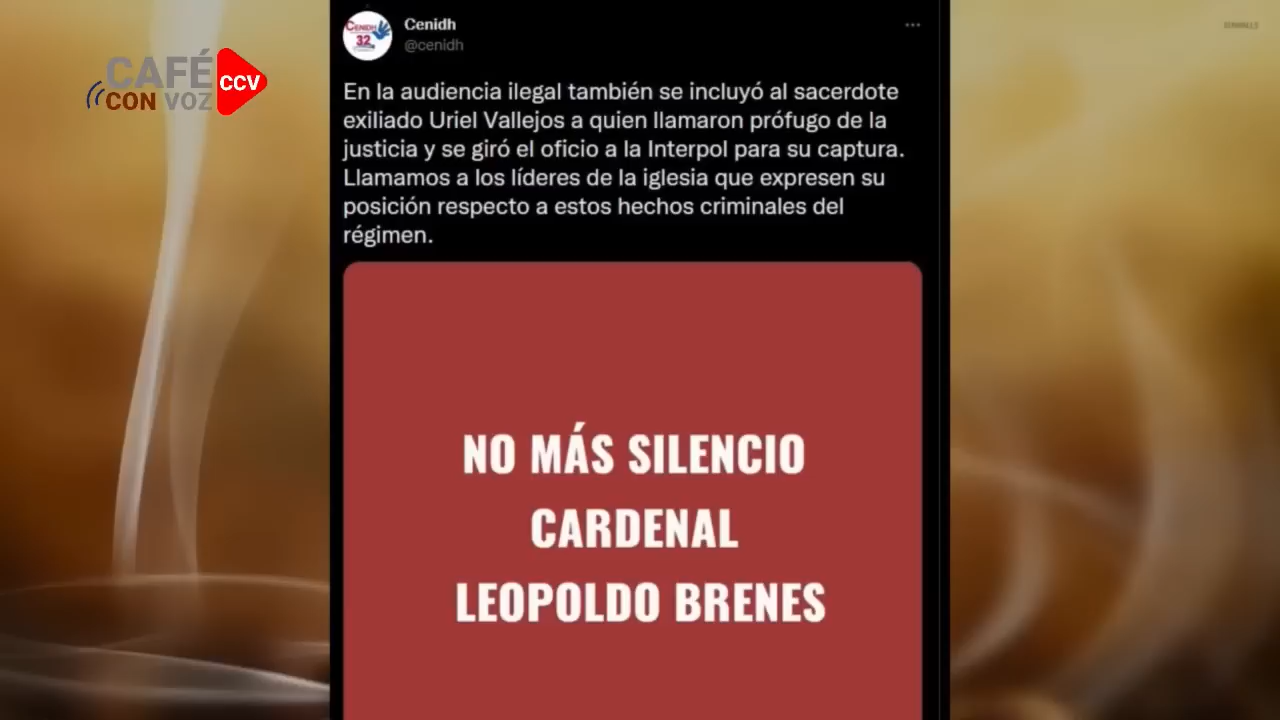 CAFÉ
CON VOZ
CCV
Cenidh
@cenidh
CENIDH
32
En la audiencia ilegal también se incluyó al sacerdote
exiliado Uriel Vallejos a quien llamaron prófugo de la
justicia y se giró el oficio a la Interpol para su captura.
Llamamos a los líderes de la iglesia que expresen su
posición respecto a estos hechos criminales del
régimen.
NO MÁS SILENCIO
CARDENAL
LEOPOLDO BRENES